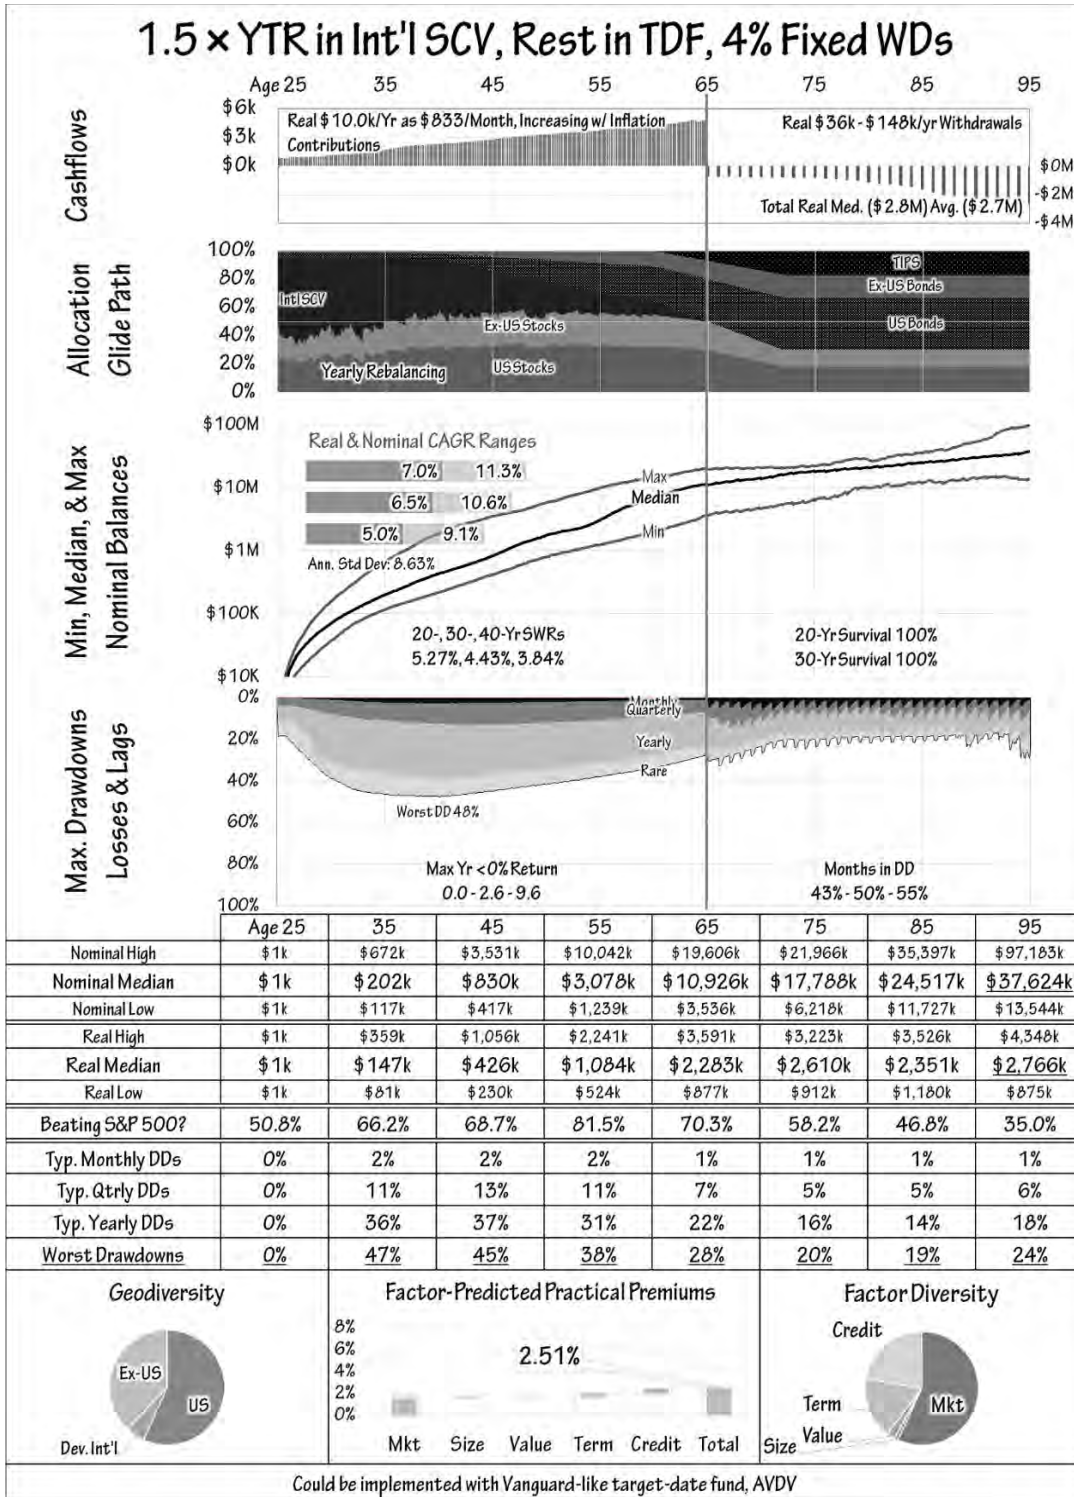 1.5 × YTR in Int'l SCV, Rest in TDF, 4% Fixed WDs
Age 25 35 45 55 65 75 85 95
Cashflows
$6k
$3k
$0k
Real $10.0k/Yr as $833/Month, Increasing w/ Inflation
Contributions
Real $36k - $148k/yr Withdrawals
Total Real Med. ($2.8M) Avg. ($2.7M)
$0M
-$2M
-$4M
Allocation
Glide Path
100%
80%
60%
40%
20%
0%
Int'l SCV
Ex-US Stocks
US Stocks
Yearly Rebalancing
TIPS
Ex-US Bonds
US Bonds
Min, Median, & Max
Nominal Balances
$100M
$10M
$1M
$100K
$10K
Real & Nominal CAGR Ranges
7.0% 11.3%
6.5% 10.6%
5.0% 9.1%
Ann. Std Dev: 8.63%
Max
Median
Min
20-, 30-, 40-Yr SWRs
5.27%, 4.43%, 3.84%
20-Yr Survival 100%
30-Yr Survival 100%
Max. Drawdowns
Losses & Lags
0%
20%
40%
60%
80%
100%
Monthly
Quarterly
Yearly
Rare
Worst DD 48%
Max Yr < 0% Return
0.0 - 2.6 - 9.6
Months in DD
43% - 50% - 55%
Age 25 35 45 55 65 75 85 95
Nominal High $1k $672k $3,531k $10,042k $19,606k $21,966k $35,397k $97,183k
Nominal Median $1k $202k $830k $3,078k $10,926k $17,788k $24,517k $37,624k
Nominal Low $1k $117k $417k $1,239k $3,536k $6,218k $11,727k $13,544k
Real High $1k $359k $1,056k $2,241k $3,591k $3,223k $3,526k $4,348k
Real Median $1k $147k $426k $1,084k $2,283k $2,610k $2,351k $2,766k
Real Low $1k $81k $230k $524k $877k $912k $1,180k $875k
Beating S&P 500? 50.8% 66.2% 68.7% 81.5% 70.3% 58.2% 46.8% 35.0%
Typ. Monthly DDs 0% 2% 2% 2% 1% 1% 1% 1%
Typ. Qtrly DDs 0% 11% 13% 11% 7% 5% 5% 6%
Typ. Yearly DDs 0% 36% 37% 31% 22% 16% 14% 18%
Worst Drawdowns 0% 47% 45% 38% 28% 20% 19% 24%
Geodiversity
Ex-US
US
Dev. Int'l
Factor-Predicted Practical Premiums
8%
6%
4%
2%
0%
2.51%
Mkt Size Value Term Credit Total
Factor Diversity
Credit
Term
Value
Size
Mkt
Could be implemented with Vanguard-like target-date fund, AVDV